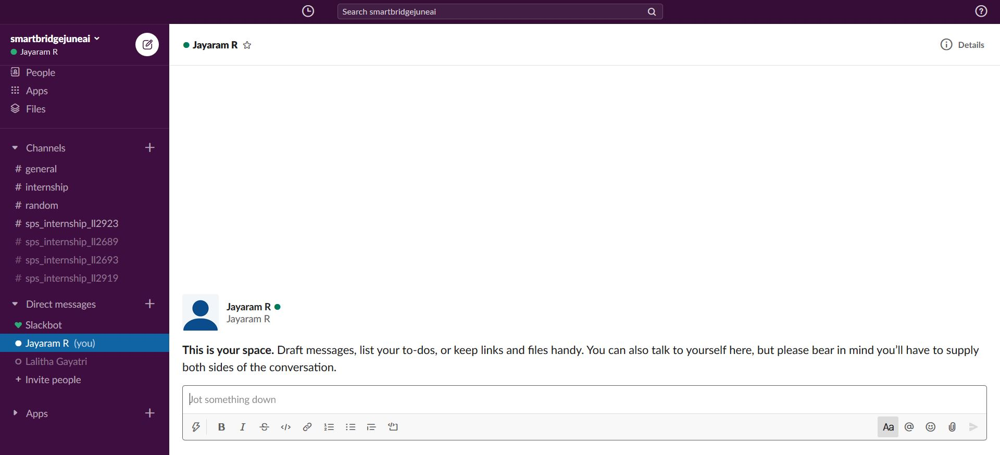 Search smartbridgejuneai
smartbridgejuneai
Jayaram R
People
Apps
Files
Channels
# general
# internship
# random
# sps_internship_ll2923
# sps_internship_ll2689
# sps_internship_ll2693
# sps_internship_ll2919
Direct messages
Slackbot
Jayaram R (you)
Lalitha Gayatri
+ Invite people
Apps
Jayaram R
Details
Jayaram R
Jayaram R
This is your space. Draft messages, list your to-dos, or keep links and files handy. You can also talk to yourself here, but please bear in mind you’ll have to supply
both sides of the conversation.
Jot something down
B I S </> Aa @